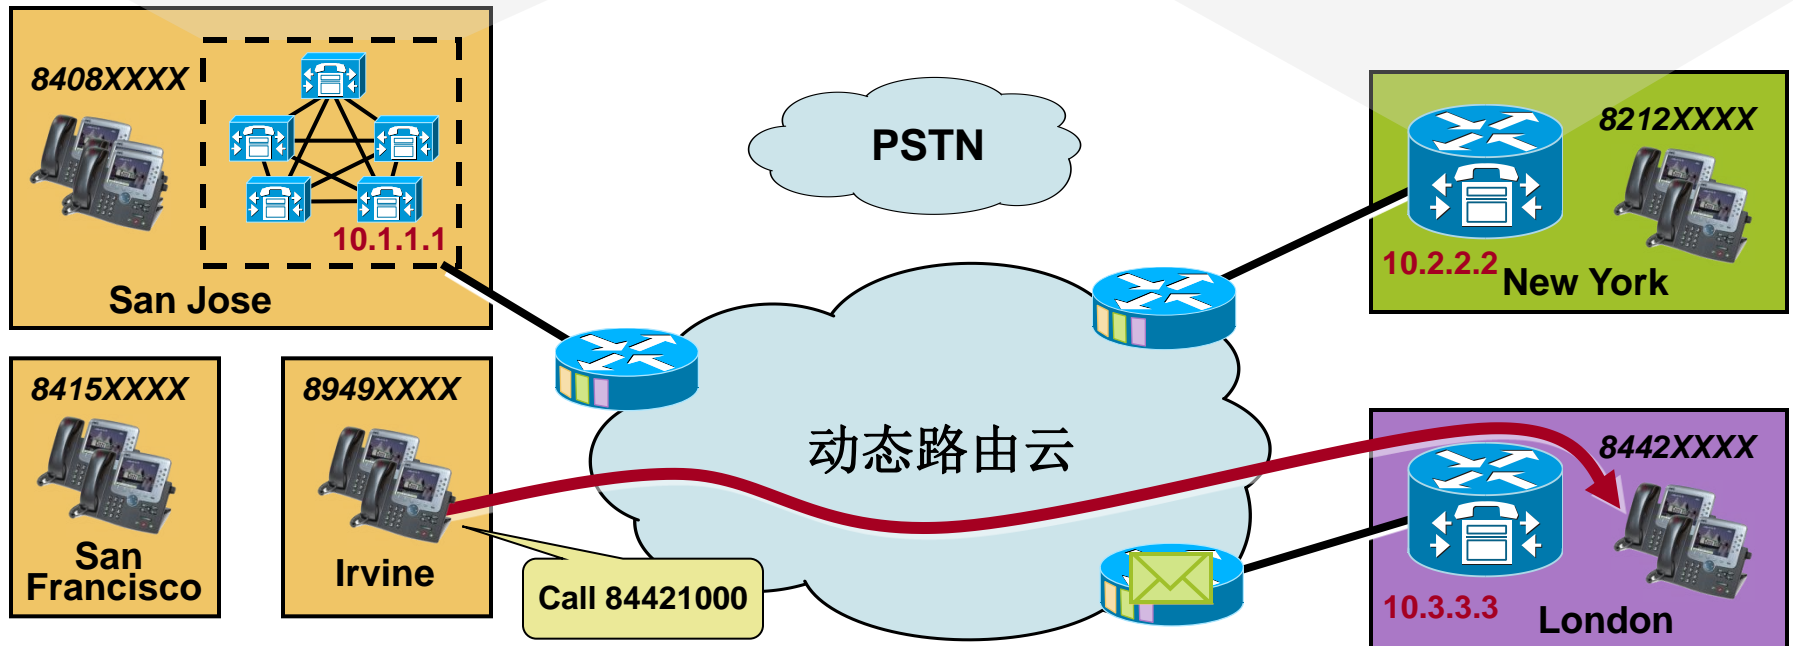 8408XXXX
10.1.1.1
San Jose
PSTN
8212XXXX
10.2.2.2
New York
8415XXXX
San
Francisco
8949XXXX
Irvine
动态路由云
Call 84421000
8442XXXX
10.3.3.3
London